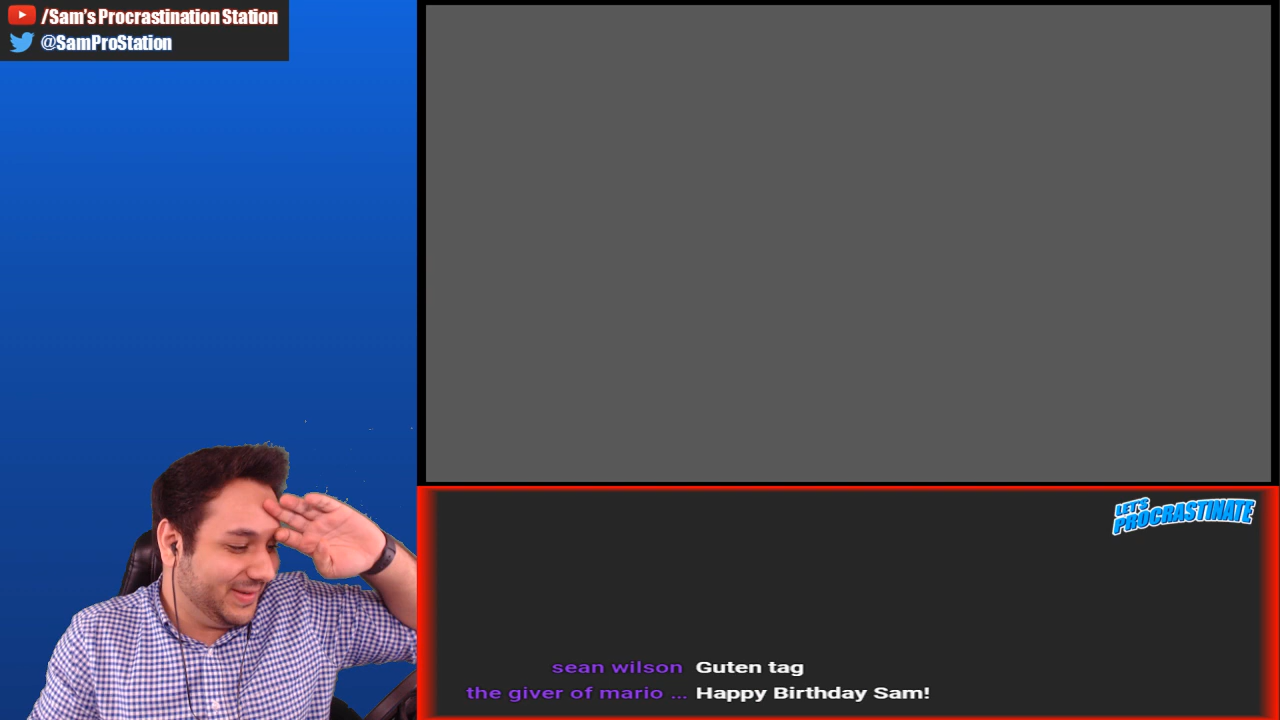 /Sam's Procrastination Station
@SamProStation
LET'S
PROCRASTINATE
sean wilson Guten tag
the giver of mario ... Happy Birthday Sam!